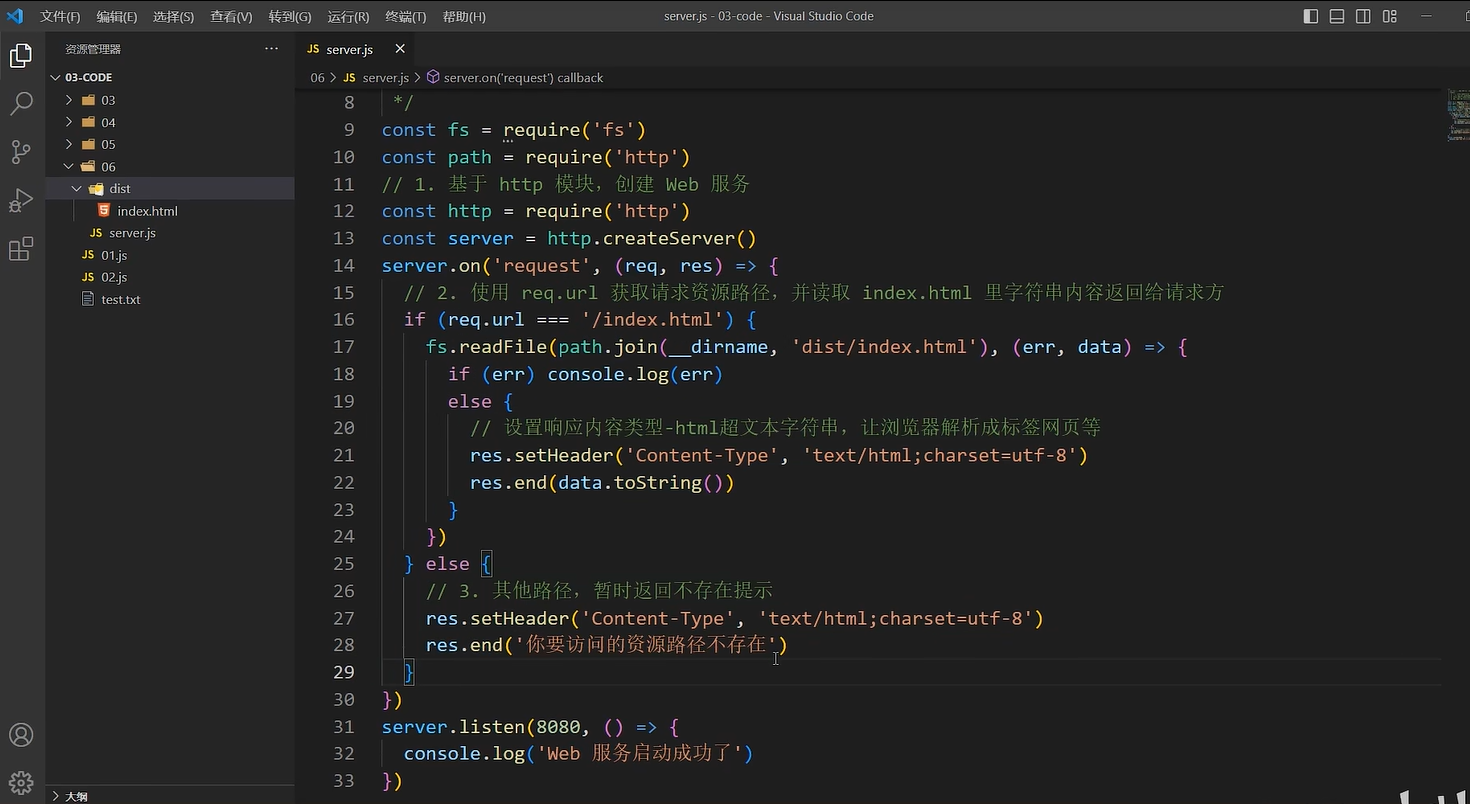 文件(F) 编辑(E) 选择(S) 查看(V) 转到(G) 运行(R) 终端(T) 帮助(H) server.js - 03-code - Visual Studio Code
资源管理器 ···
03-CODE
03
04
05
06
dist
index.html
server.js
01.js
02.js
test.txt
大纲
JS server.js
06 > JS server.js > server.on('request') callback
8 */
9 const fs = require('fs')
10 const path = require('http')
11 // 1. 基于 http 模块，创建 Web 服务
12 const http = require('http')
13 const server = http.createServer()
14 server.on('request', (req, res) => {
15 // 2. 使用 req.url 获取请求资源路径，并读取 index.html 里字符串内容返回给请求方
16 if (req.url === '/index.html') {
17 fs.readFile(path.join(__dirname, 'dist/index.html'), (err, data) => {
18 if (err) console.log(err)
19 else {
20 // 设置响应内容类型-html超文本字符串，让浏览器解析成标签网页等
21 res.setHeader('Content-Type', 'text/html;charset=utf-8')
22 res.end(data.toString())
23 }
24 })
25 } else {
26 // 3. 其他路径，暂时返回不存在提示
27 res.setHeader('Content-Type', 'text/html;charset=utf-8')
28 res.end('你要访问的资源路径不存在')
29 }
30 })
31 server.listen(8080, () => {
32 console.log('Web 服务启动成功了')
33 })